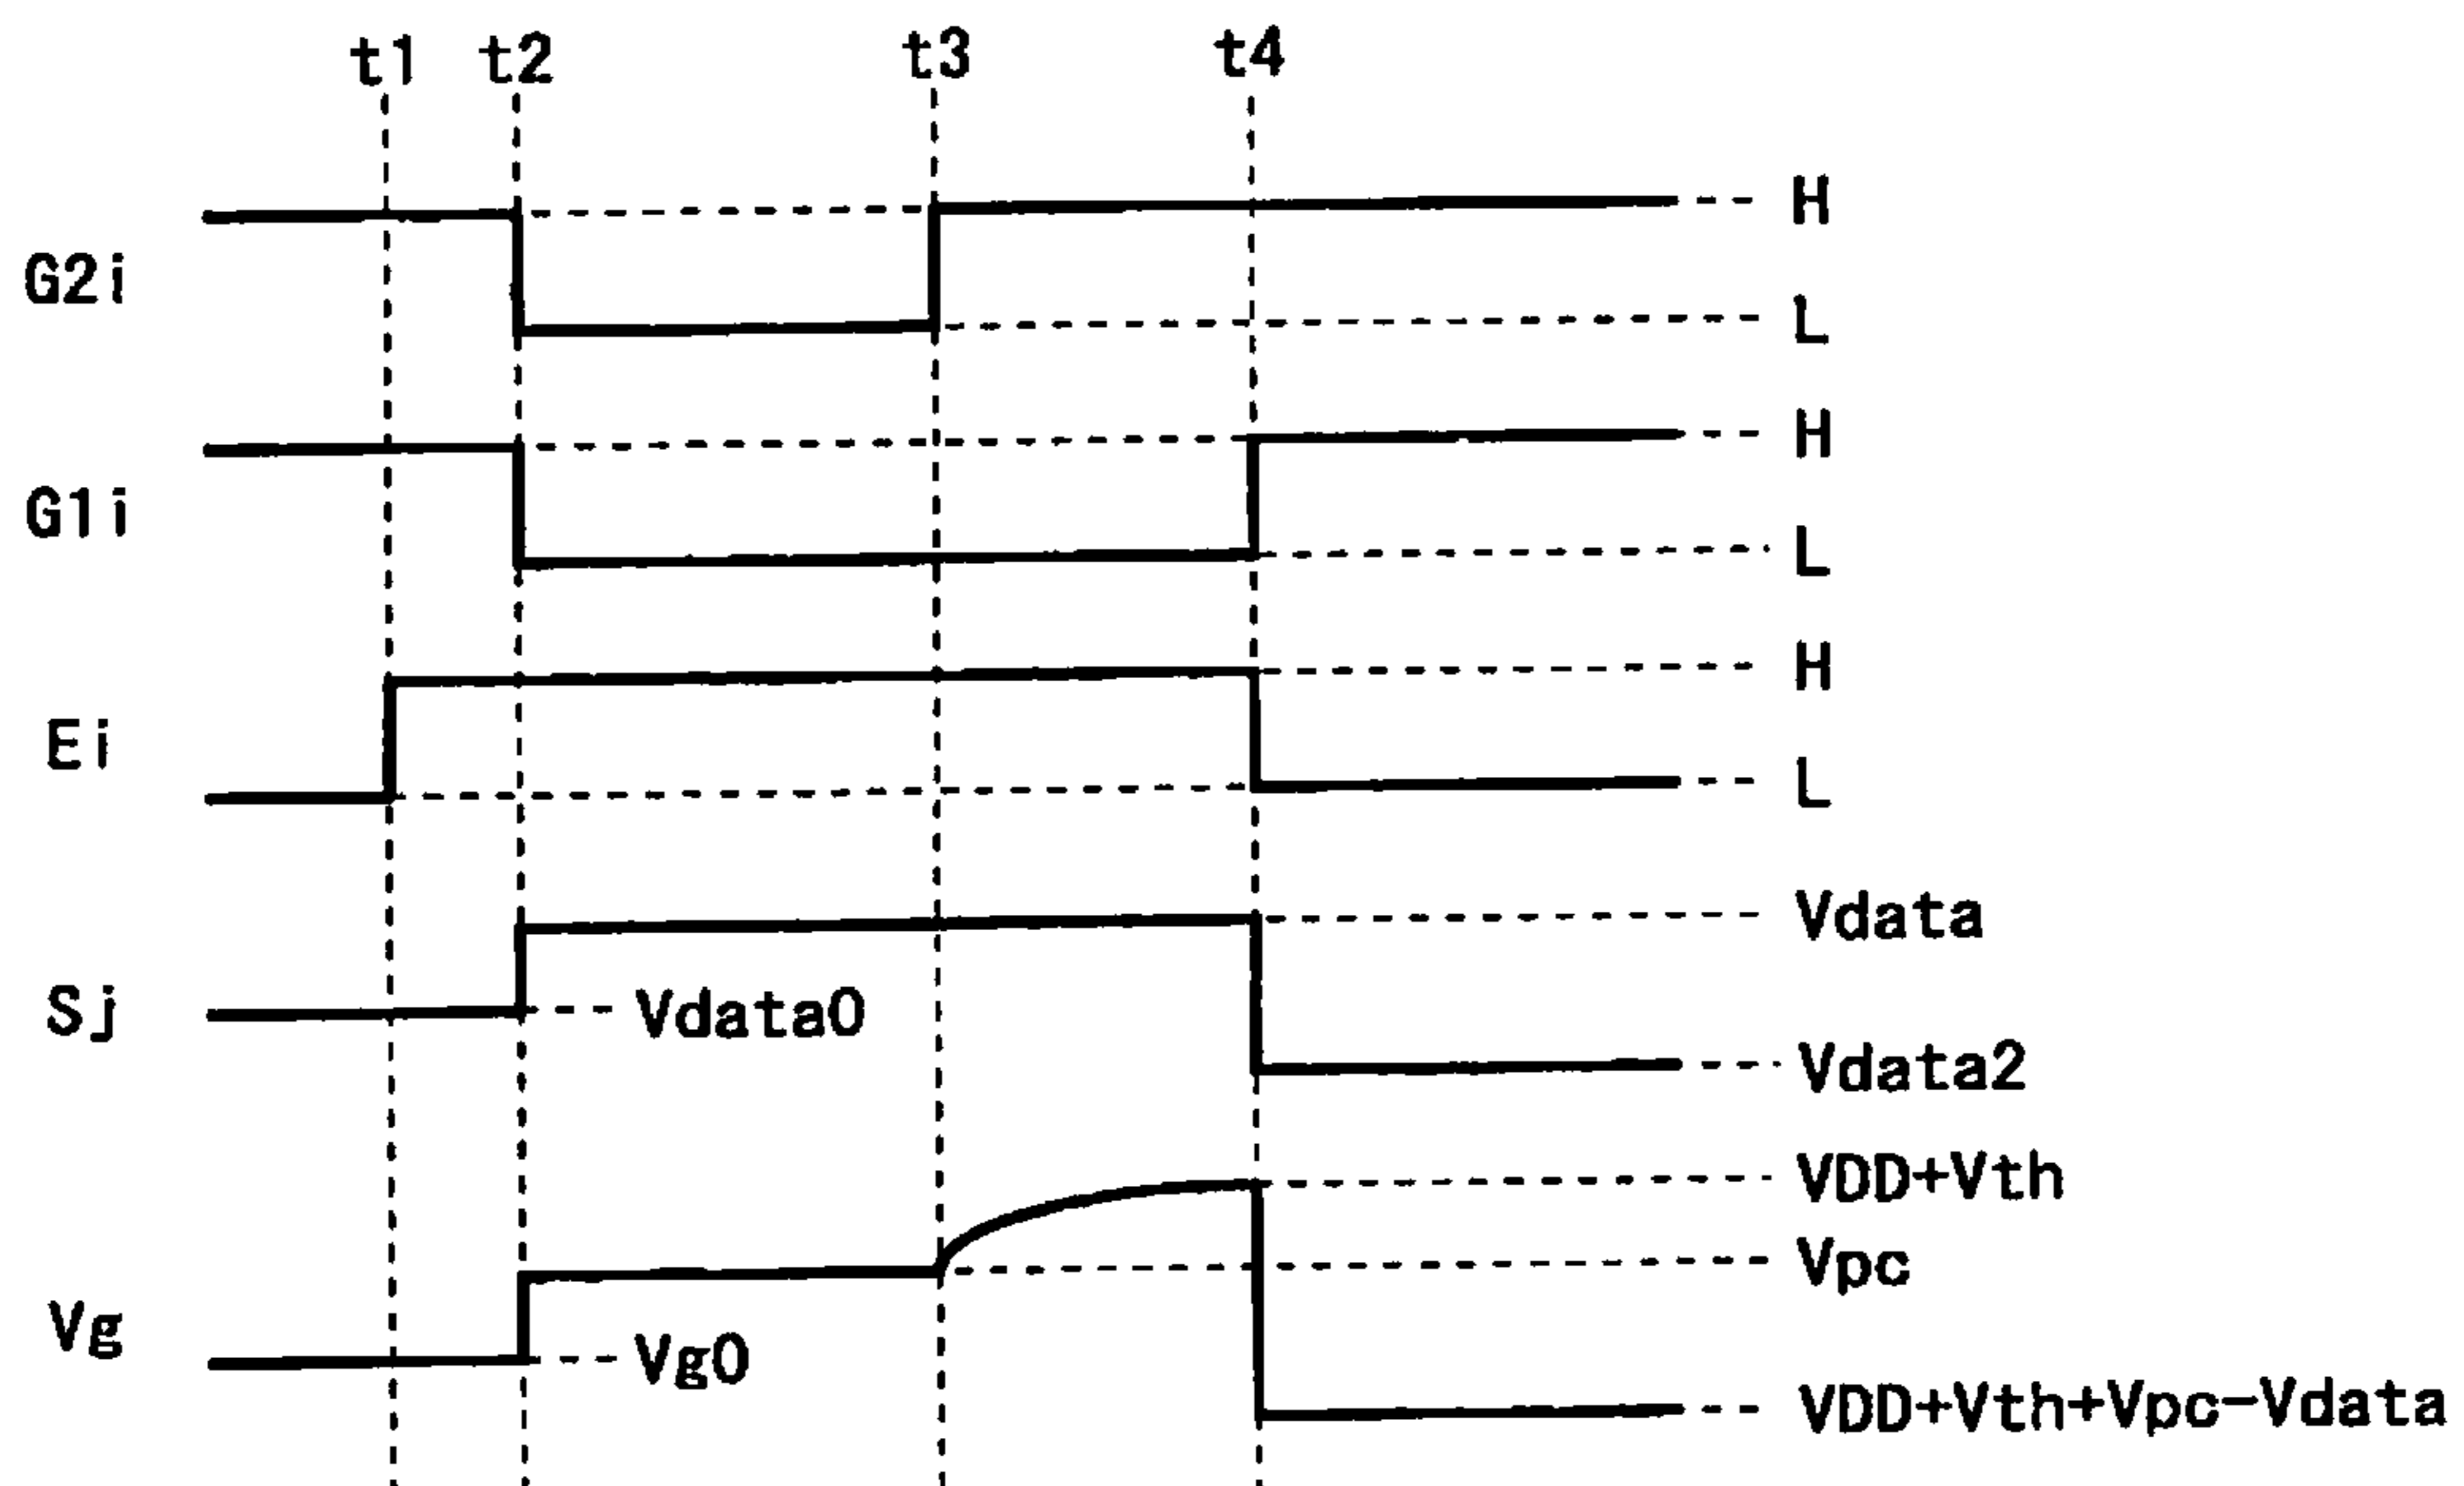 t1 t2 t3 t4
H
G2i
L
H
G1i
L
H
Ei
L
Vdata
Sj Vdata0
Vdata2
VDD+Vth
Vpc
Vg Vg0
VDD+Vth+Vpc-Vdata